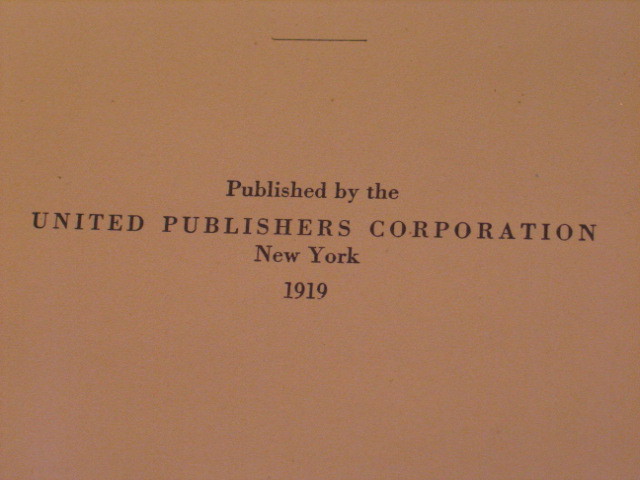 Published by the
UNITED PUBLISHERS CORPORATION
New York
1919